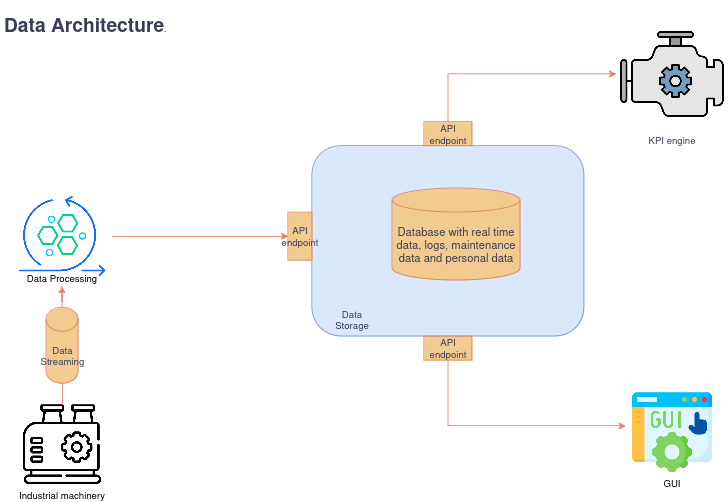 Data Architecture.
API
endpoint
KPI engine
API
endpoint
Database with real time
data, logs, maintenance
data and personal data
Data Processing
Data
Storage
API
endpoint
Data
Streaming
GUI
GUI
Industrial machinery